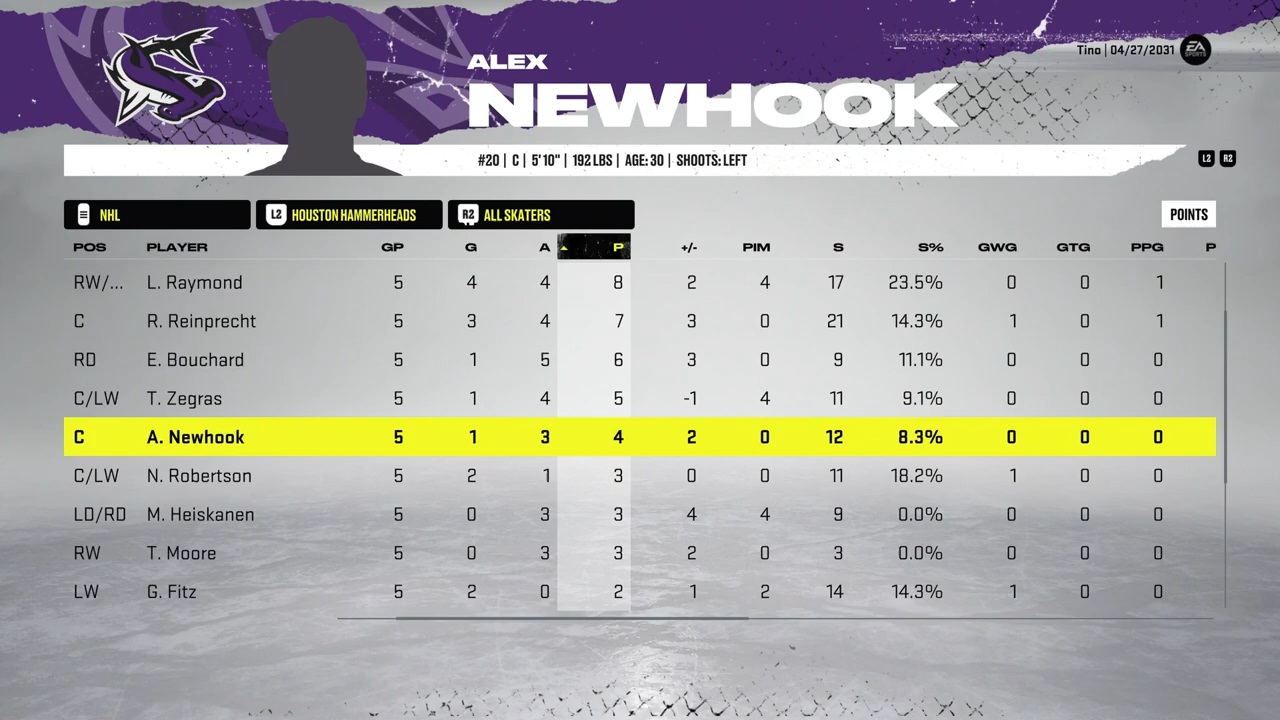 Tino | 04/27/2031
EA SPORTS
ALEX
NEWHOOK
#20 | C | 5' 10" | 192 LBS | AGE: 30 | SHOOTS: LEFT
L2 R2
NHL L2 HOUSTON HAMMERHEADS R2 ALL SKATERS POINTS
POS PLAYER GP G A P +/- PIM S S% GWG GTG PPG P
RW/... L. Raymond 5 4 4 8 2 4 17 23.5% 0 0 1
C R. Reinprecht 5 3 4 7 3 0 21 14.3% 1 0 1
RD E. Bouchard 5 1 5 6 3 0 9 11.1% 0 0 0
C/LW T. Zegras 5 1 4 5 -1 4 11 9.1% 0 0 0
C A. Newhook 5 1 3 4 2 0 12 8.3% 0 0 0
C/LW N. Robertson 5 2 1 3 0 0 11 18.2% 1 0 0
LD/RD M. Heiskanen 5 0 3 3 4 4 9 0.0% 0 0 0
RW T. Moore 5 0 3 3 2 0 3 0.0% 0 0 0
LW G. Fitz 5 2 0 2 1 2 14 14.3% 1 0 0